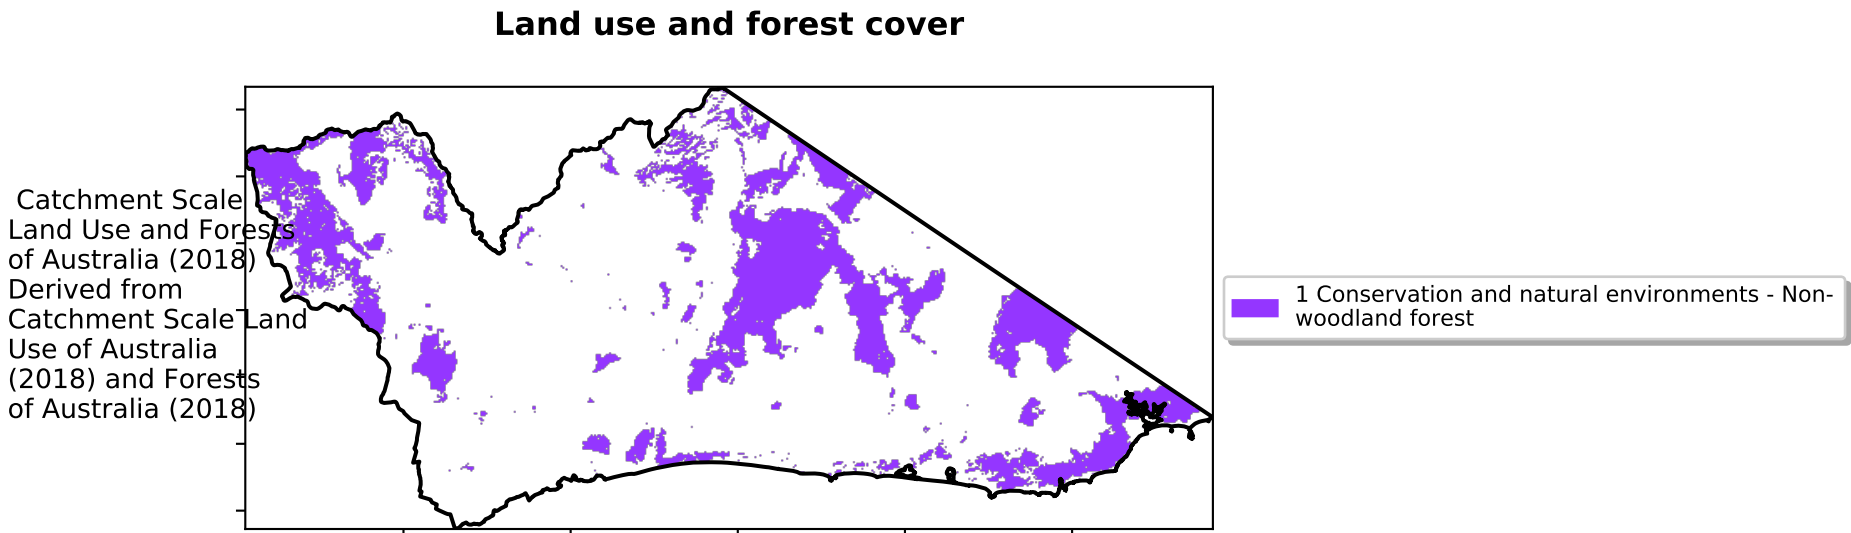 Land use and forest cover
Catchment Scale
Land Use and Forests
of Australia (2018)
Derived from
Catchment Scale Land
Use of Australia
(2018) and Forests
of Australia (2018)
1 Conservation and natural environments - Non-
woodland forest